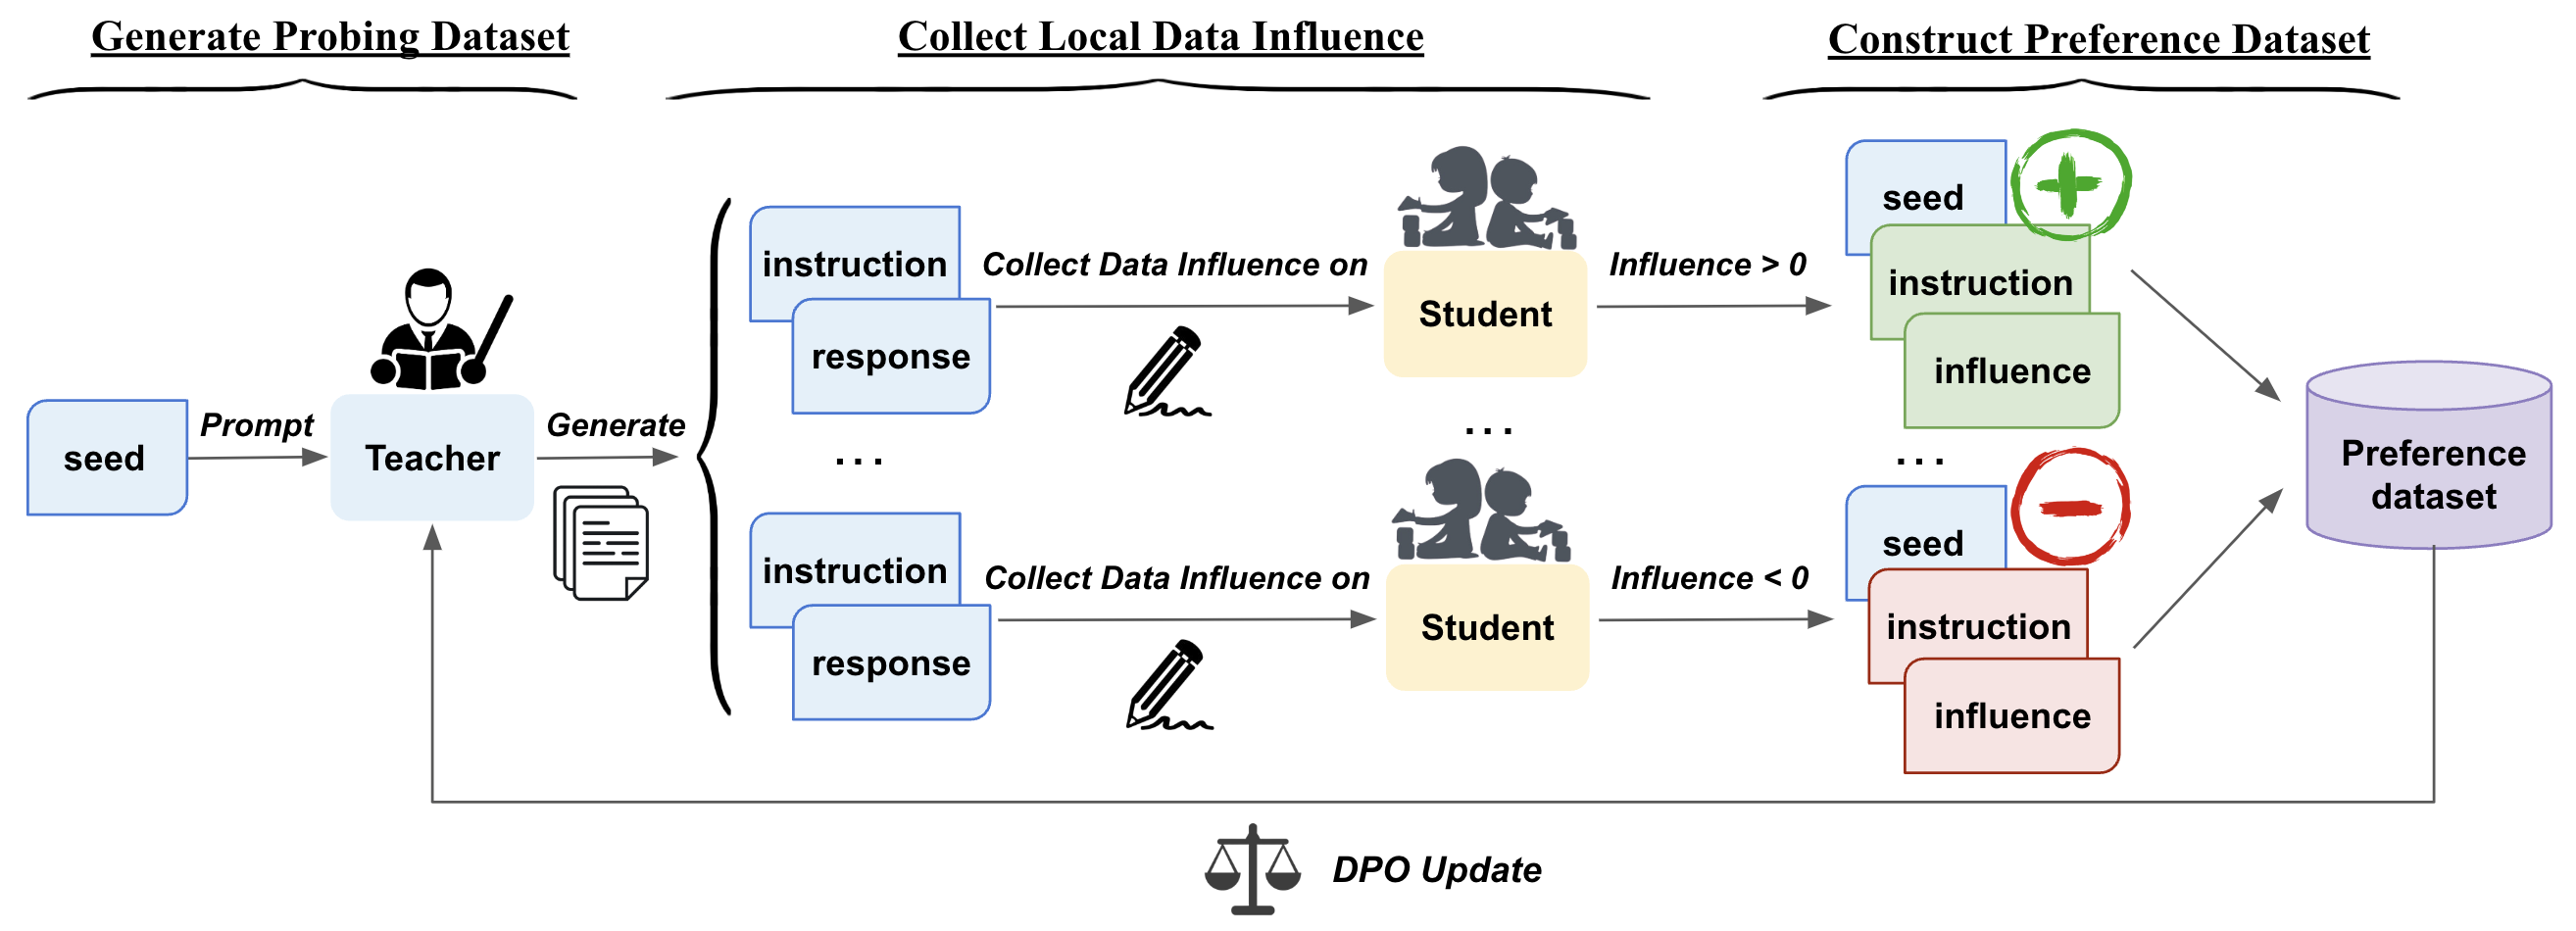 Generate Probing Dataset
Collect Local Data Influence
Construct Preference Dataset
seed
Prompt
Teacher
Generate
instruction
response
...
instruction
response
Collect Data Influence on
Collect Data Influence on
Student
...
Student
Influence > 0
Influence < 0
seed
instruction
influence
...
seed
instruction
influence
Preference
dataset
DPO Update